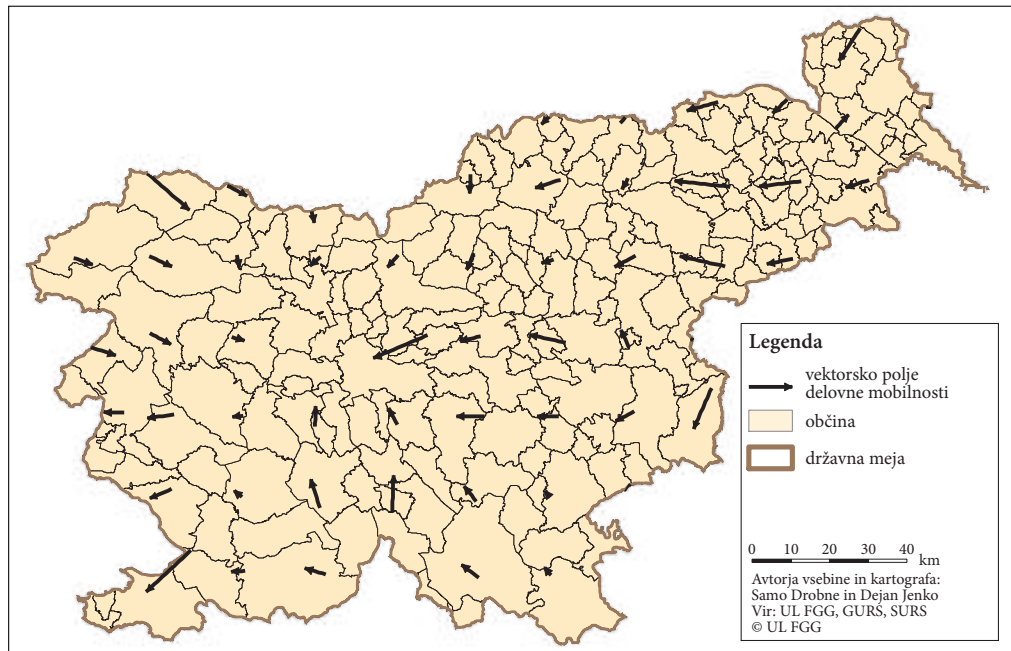 Legenda
vektorsko polje
delovne mobilnosti
občina
državna meja
0 10 20 30 40 km
Avtorja vsebine in kartografa:
Samo Drobne in Dejan Jenko
Vir: UL FGG, GURS, SURS
© UL FGG